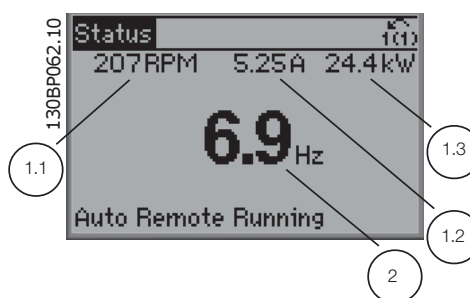 130BP062.10
Status 1(1)
207RPM 5.25A 24.4kW
6.9Hz
Auto Remote Running
1.1
1.3
1.2
2